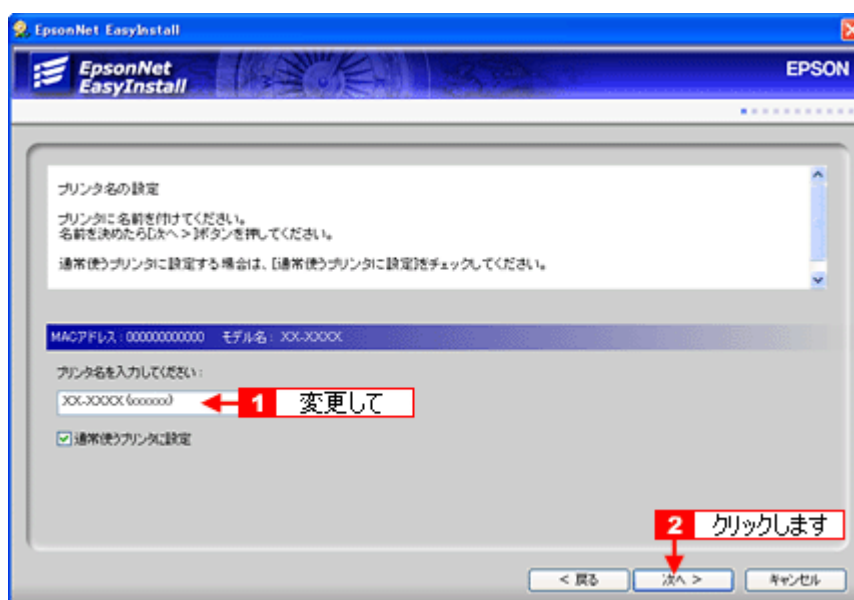 EpsonNet EasyInstall
EpsonNet
EasyInstall
EPSON
プリンタ名の設定
プリンタに名前を付けてください。
名前を決めたら[次へ >]ボタンを押してください。
通常使うプリンタに設定する場合は、[通常使うプリンタに設定]をチェックしてください。
MACアドレス : 000000000000 モデル名 : XX-XXXX
プリンタ名を入力してください :
XX-XXXX (xxxxxx)
1 変更して
通常使うプリンタに設定
2 クリックします
< 戻る
次へ >
キャンセル